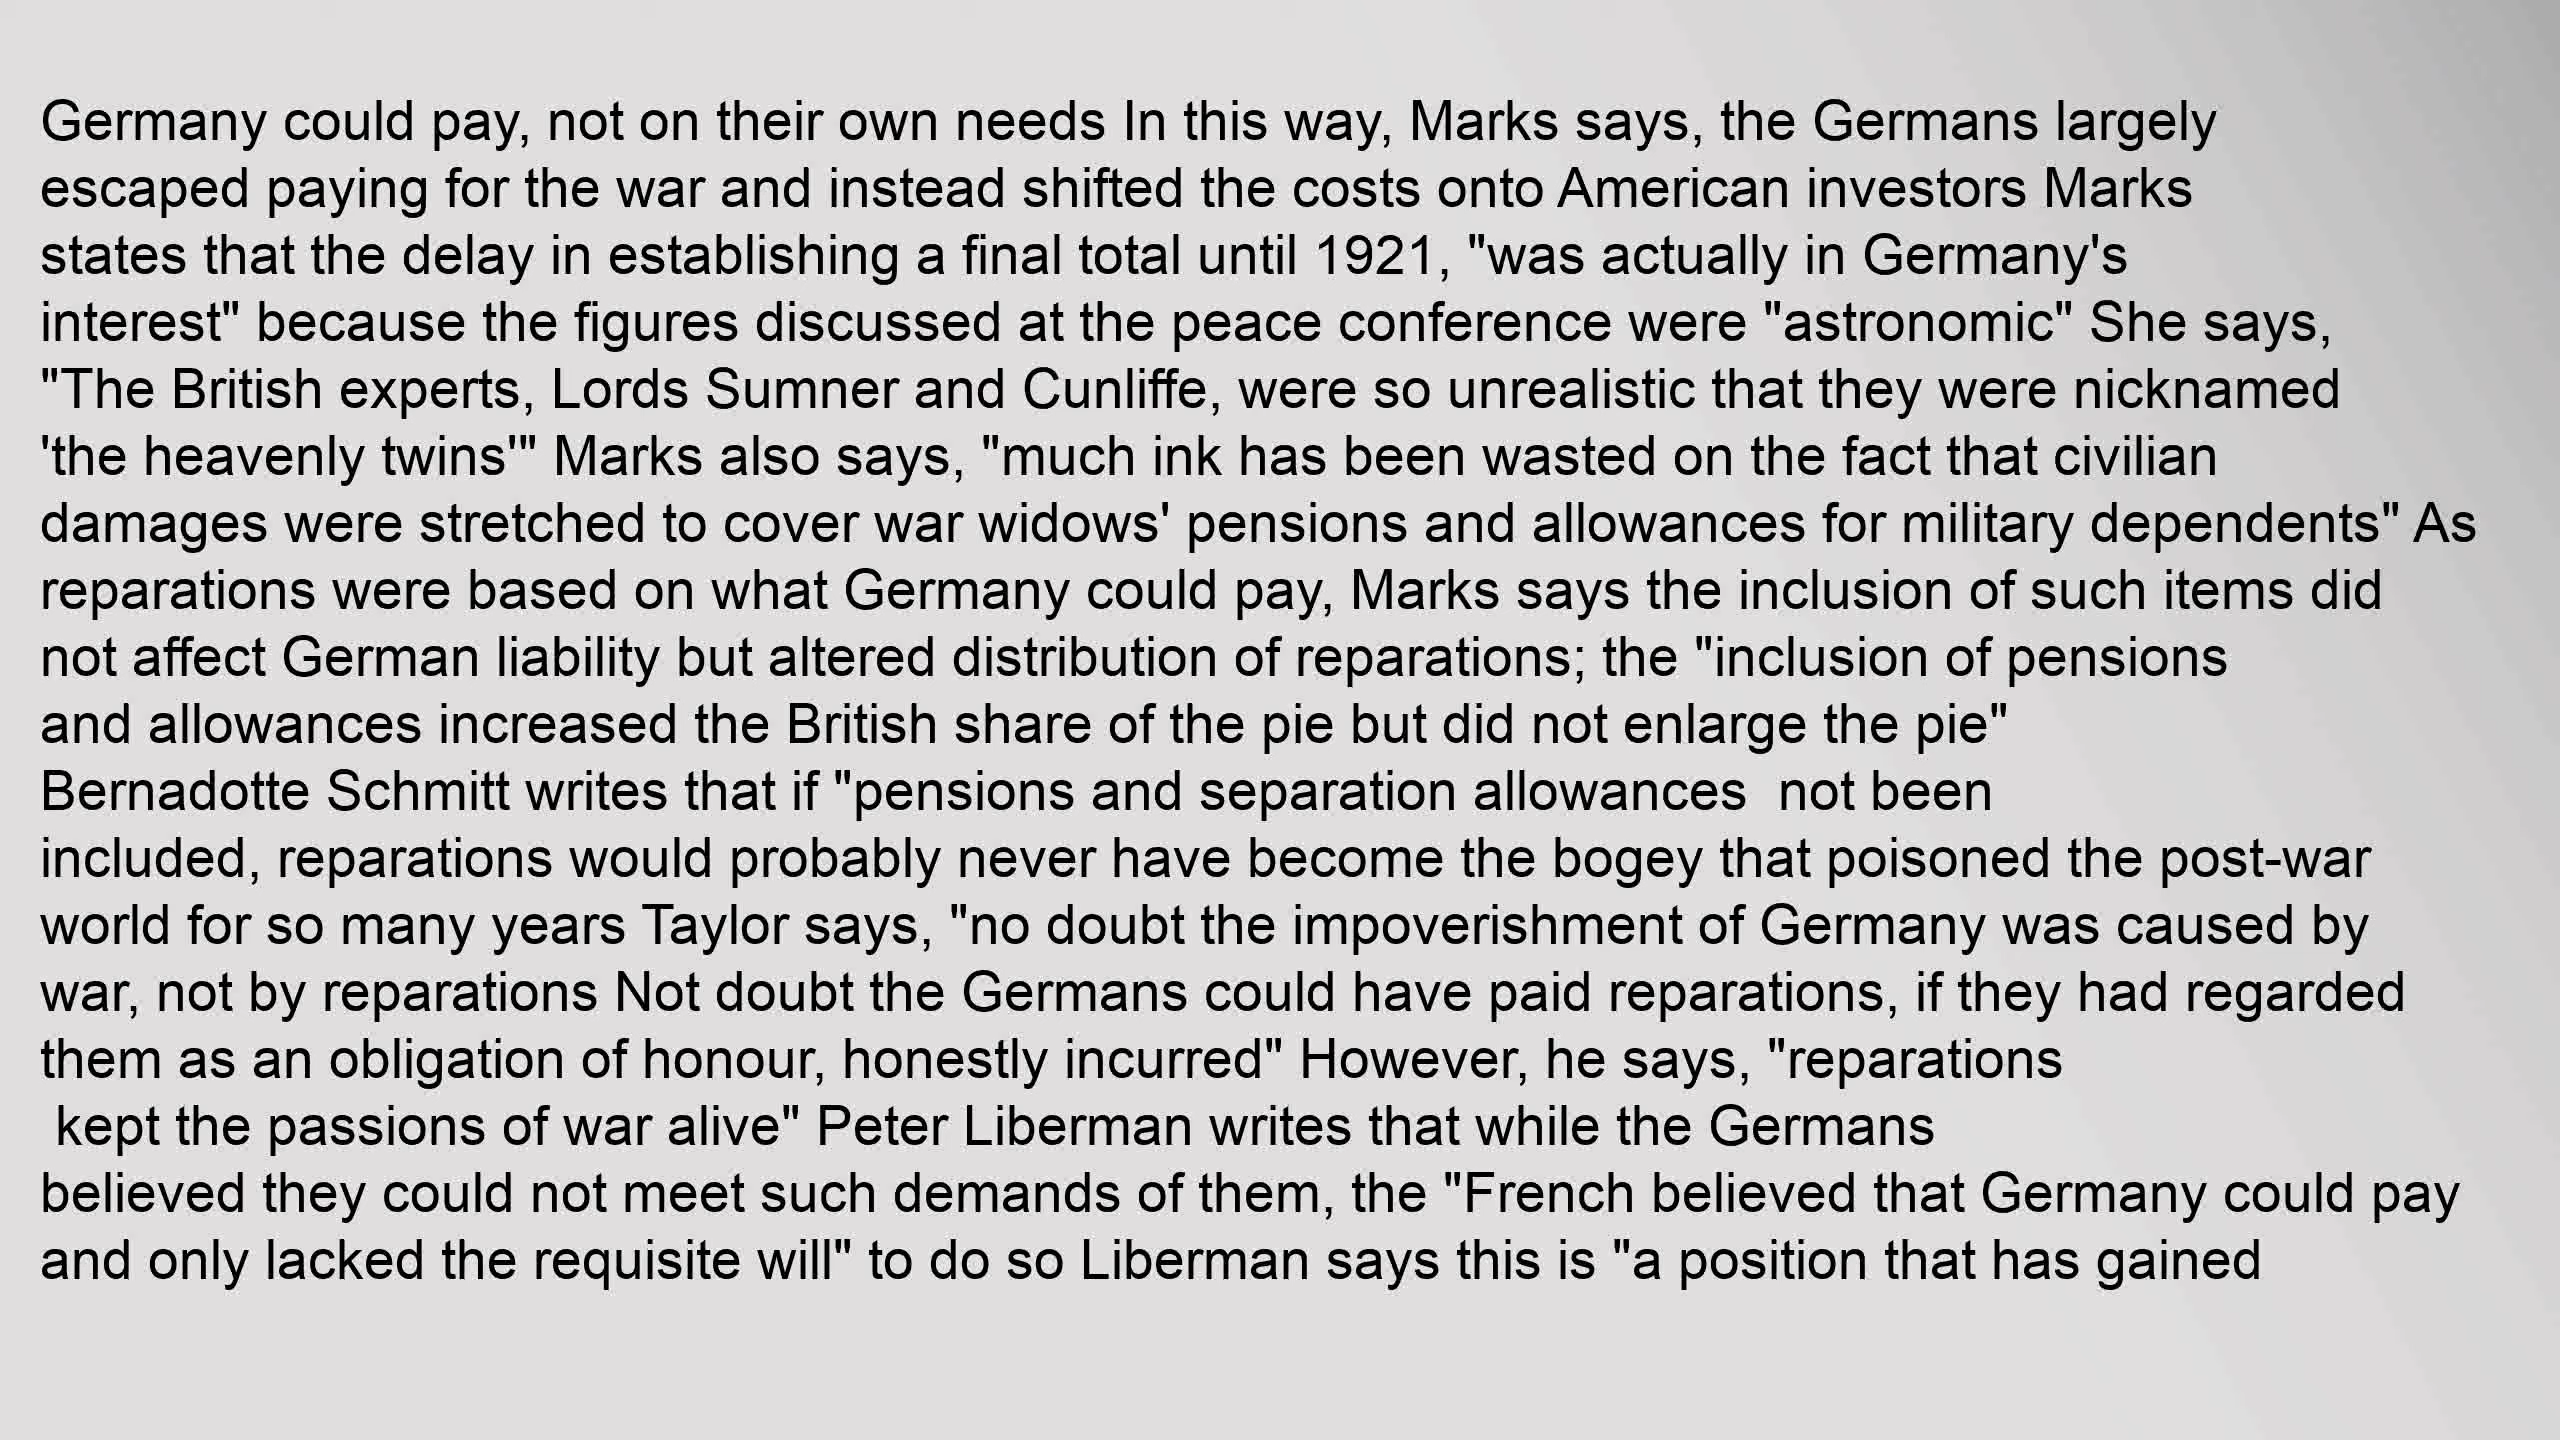 Germany could pay, not on their own needs In this way, Marks says, the Germans largely
escaped paying for the war and instead shifted the costs onto American investors Marks
states that the delay in establishing a final total until 1921, "was actually in Germany's
interest" because the figures discussed at the peace conference were "astronomic" She says,
"The British experts, Lords Sumner and Cunliffe, were so unrealistic that they were nicknamed
'the heavenly twins'" Marks also says, "much ink has been wasted on the fact that civilian
damages were stretched to cover war widows' pensions and allowances for military dependents" As
reparations were based on what Germany could pay, Marks says the inclusion of such items did
not affect German liability but altered distribution of reparations; the "inclusion of pensions
and allowances increased the British share of the pie but did not enlarge the pie"
Bernadotte Schmitt writes that if "pensions and separation allowances  not been
included, reparations would probably never have become the bogey that poisoned the post-war
world for so many years Taylor says, "no doubt the impoverishment of Germany was caused by
war, not by reparations Not doubt the Germans could have paid reparations, if they had regarded
them as an obligation of honour, honestly incurred" However, he says, "reparations
kept the passions of war alive" Peter Liberman writes that while the Germans
believed they could not meet such demands of them, the "French believed that Germany could pay
and only lacked the requisite will" to do so Liberman says this is "a position that has gained